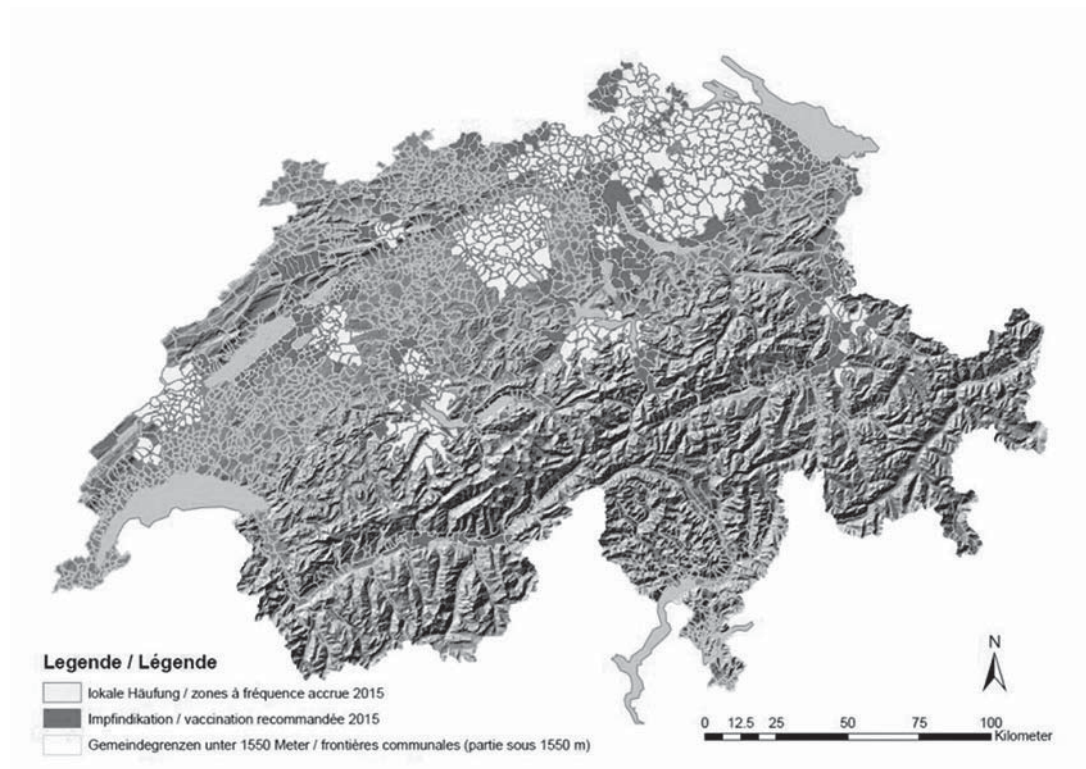 N
Legende / Légende
lokale Häufung / zones à fréquence accrue 2015
Impfindikation / vaccination recommandée 2015
Gemeindegrenzen unter 1550 Meter / frontières communales (partie sous 1550 m)
0 12.5 25 50 75 100
Kilometer